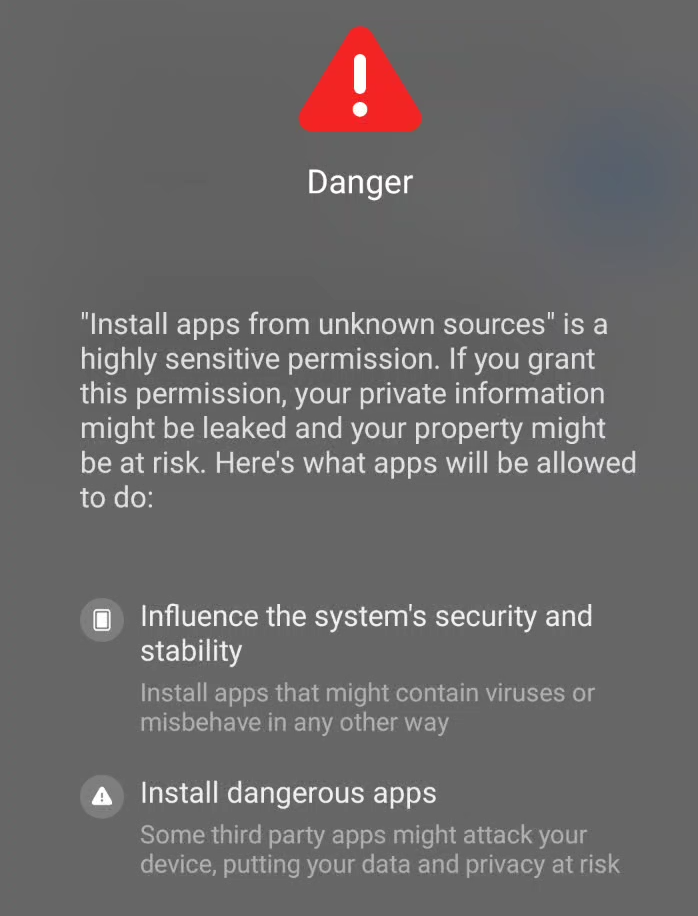 Danger
"Install apps from unknown sources" is a
highly sensitive permission. If you grant
this permission, your private information
might be leaked and your property might
be at risk. Here's what apps will be allowed
to do:
Influence the system's security and
stability
Install apps that might contain viruses or
misbehave in any other way
Install dangerous apps
Some third party apps might attack your
device, putting your data and privacy at risk